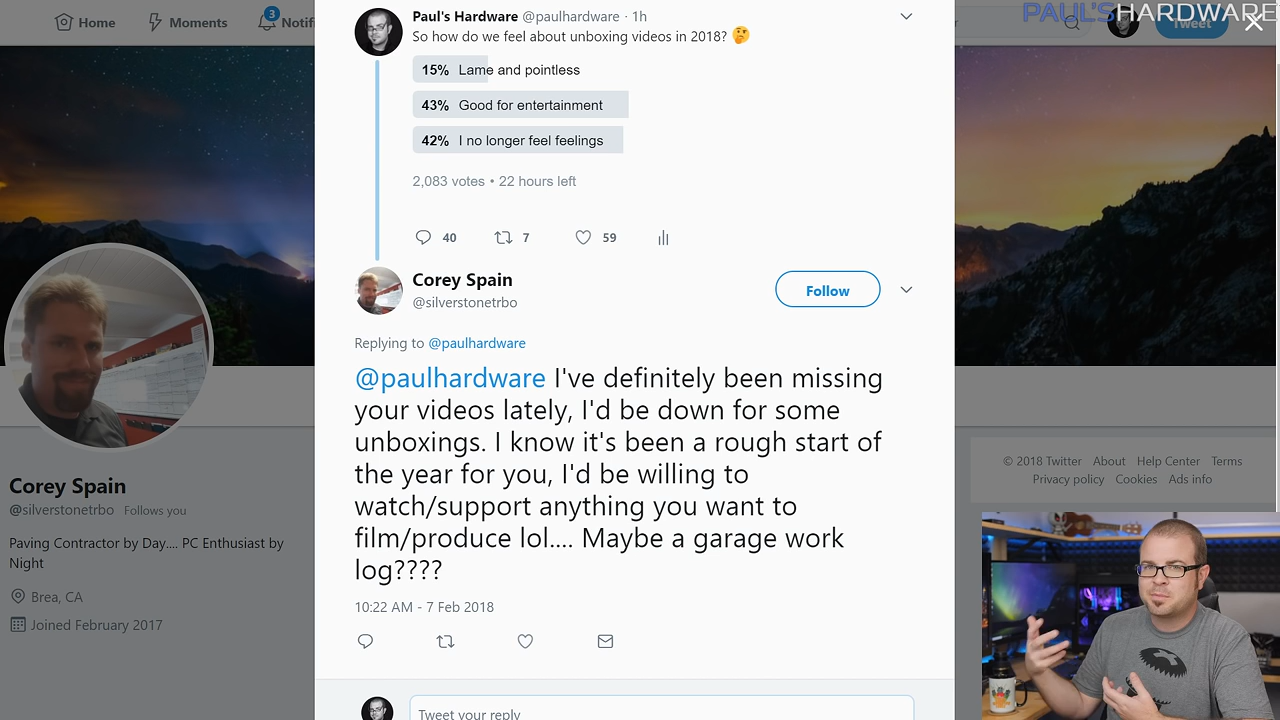 Home
Moments
3
Notif
PAUL'SHARDWARE
Tweet
Paul's Hardware @paulhardware · 1h
So how do we feel about unboxing videos in 2018? 🤔
15% Lame and pointless
43% Good for entertainment
42% I no longer feel feelings
2,083 votes • 22 hours left
40 7 59
Corey Spain
@silverstonetrbo
Follow
Replying to @paulhardware
@paulhardware I've definitely been missing
your videos lately, I'd be down for some
unboxings. I know it's been a rough start of
the year for you, I'd be willing to
watch/support anything you want to
film/produce lol.... Maybe a garage work
log????
10:22 AM - 7 Feb 2018
Tweet your reply
Corey Spain
@silverstonetrbo Follows you
Paving Contractor by Day.... PC Enthusiast by
Night
Brea, CA
Joined February 2017
© 2018 Twitter About Help Center Terms
Privacy policy Cookies Ads info